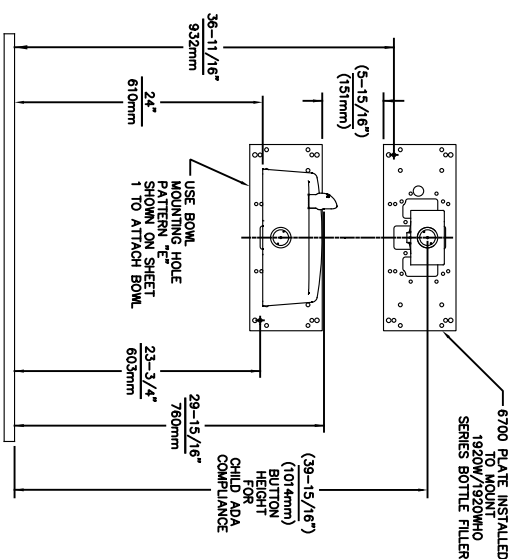 6700 PLATE INSTALLED
TO MOUNT
1920W/1920WHO
SERIES BOTTLE FILLER
36-11/16"
932mm
(5-15/16")
(151mm)
24"
610mm
USE BOWL
MOUNTING HOLE
PATTERN "E"
SHOWN ON SHEET
1 TO ATTACH BOWL
23-3/4"
603mm
29-15/16"
760mm
(39-15/16")
(1014mm)
BUTTON
HEIGHT
FOR
CHILD ADA
COMPLIANCE